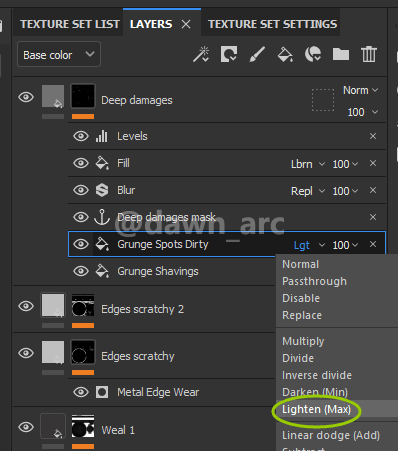 TEXTURE SET LIST LAYERS × TEXTURE SET SETTINGS
Base color
Deep damages Norm
100
Levels ×
Fill Lbrn 100 ×
Blur Repl 100 ×
Deep damages mask ×
@dawn_arc
Grunge Spots Dirty Lgt 100 ×
Grunge Shavings
Normal
Passthrough
Disable
Replace
Edges scratchy 2
Multiply
Divide
Edges scratchy
Inverse divide
Darken (Min)
Metal Edge Wear
Lighten (Max)
Weal 1
Linear dodge (Add)
Subtract